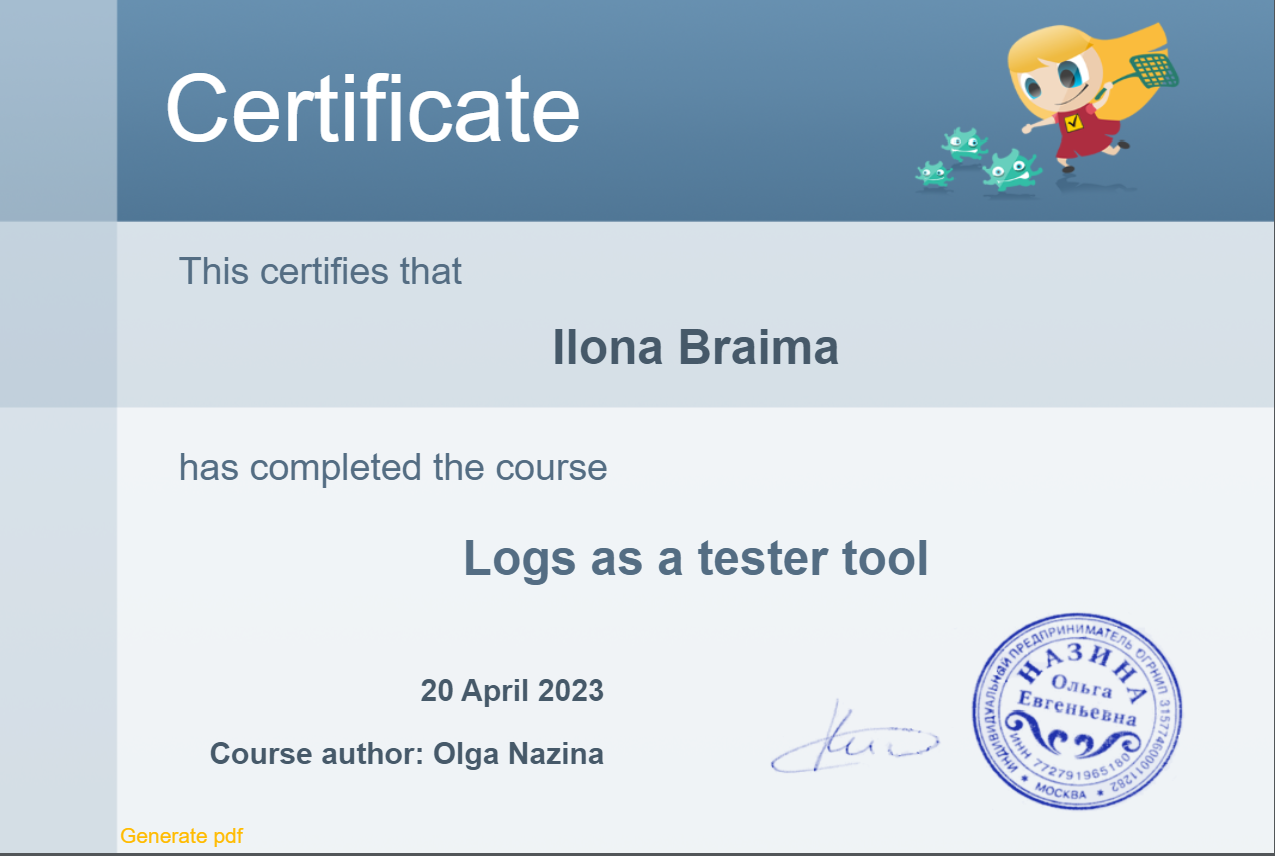 Certificate
This certifies that
Ilona Braima
has completed the course
Logs as a tester tool
20 April 2023
Course author: Olga Nazina
ИНДИВИДУАЛЬНЫЙ ПРЕДПРИНИМАТЕЛЬ ОГРНИП
НАЗИНА
Ольга
Евгеньевна
ИНН 772791965180
* МОСКВА *
Generate pdf